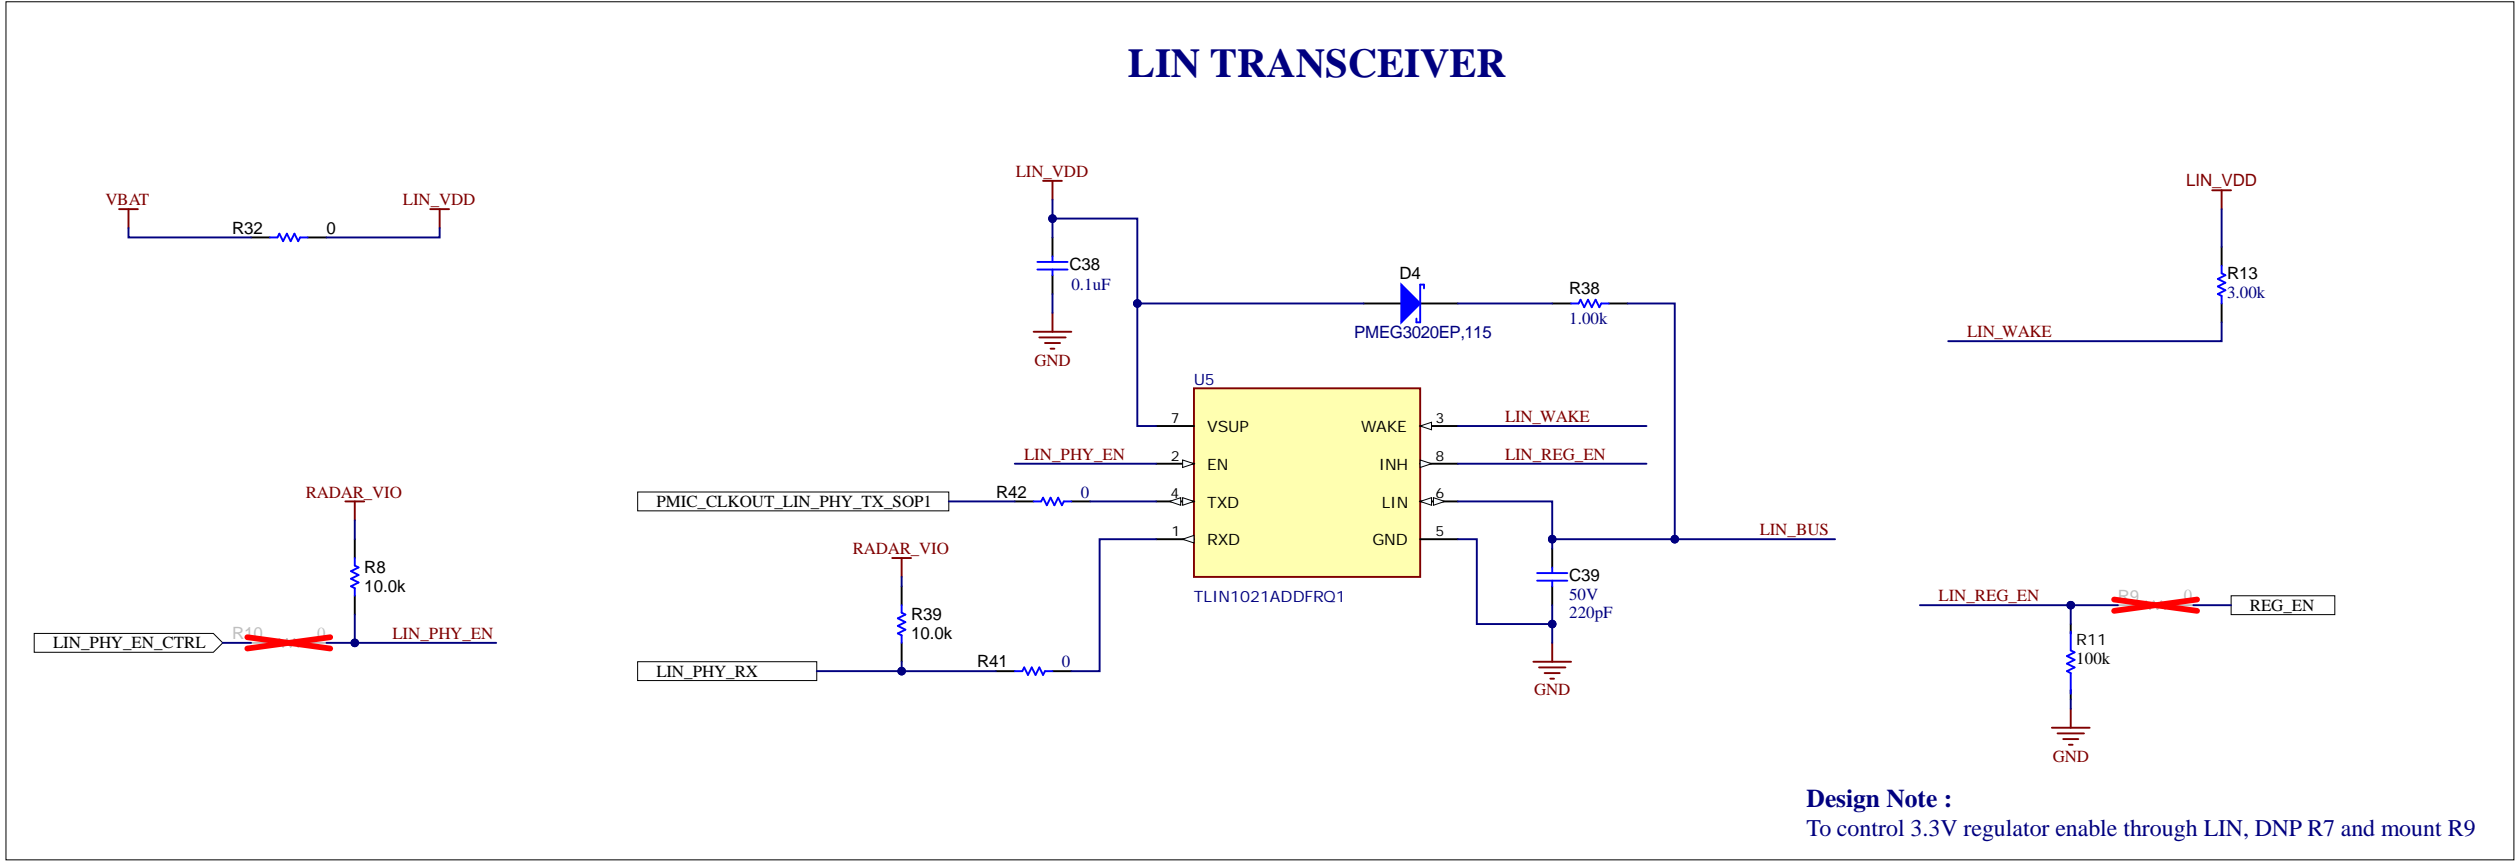 LIN TRANSCEIVER
VBAT
LIN_VDD
R32
0
LIN_VDD
C38
0.1uF
GND
D4
PMEG3020EP,115
R38
1.00k
LIN_VDD
R13
3.00k
LIN_WAKE
U5
7 VSUP
2 EN
4 TXD
1 RXD
WAKE 3
INH 8
LIN 6
GND 5
TLIN1021ADDFRQ1
LIN_WAKE
LIN_REG_EN
LIN_PHY_EN
PMIC_CLKOUT_LIN_PHY_TX_SOP1
R42
0
RADAR_VIO
R8
10.0k
LIN_PHY_EN_CTRL
R10
0
LIN_PHY_EN
RADAR_VIO
R39
10.0k
LIN_PHY_RX
R41
0
LIN_BUS
C39
50V
220pF
GND
LIN_REG_EN
R9
0
REG_EN
R11
100k
GND
Design Note :
To control 3.3V regulator enable through LIN, DNP R7 and mount R9